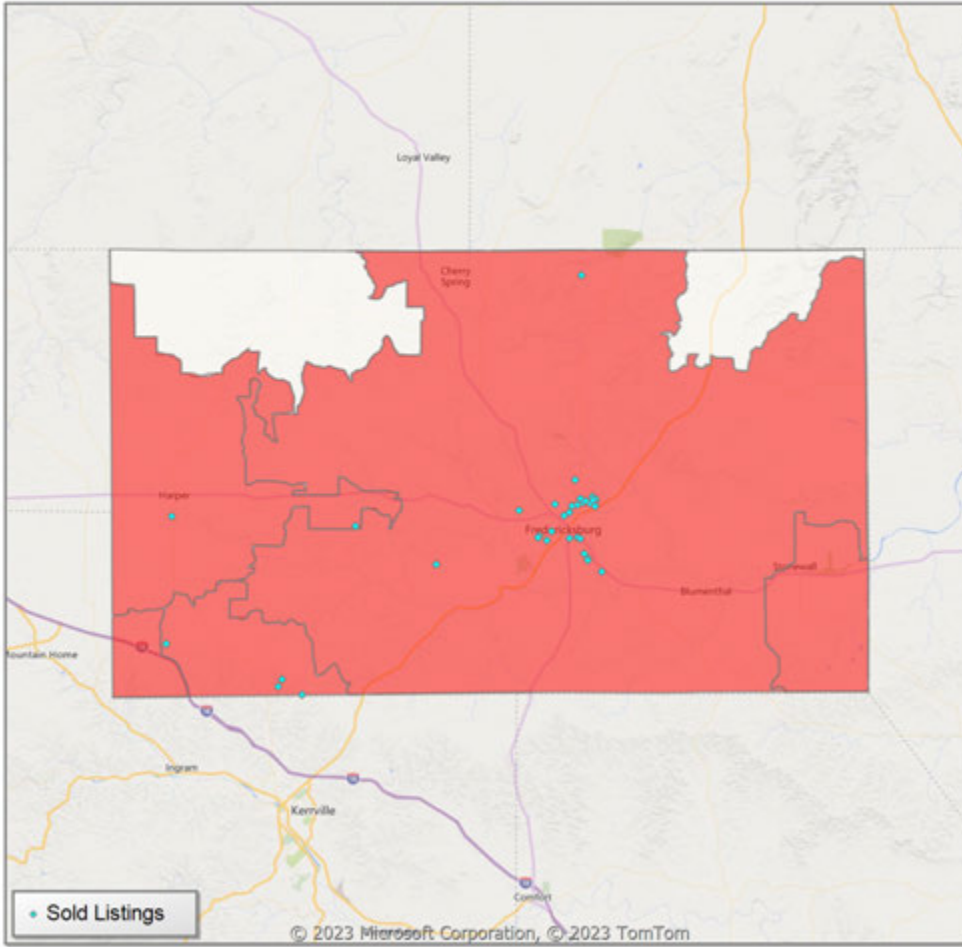 Loyal Valley
Cherry
Spring
Harper
Fredericksburg
Stonewall
Blumenthal
Mountain Home
Ingram
Kerrville
Comfort
Sold Listings
© 2023 Microsoft Corporation, © 2023 TomTom